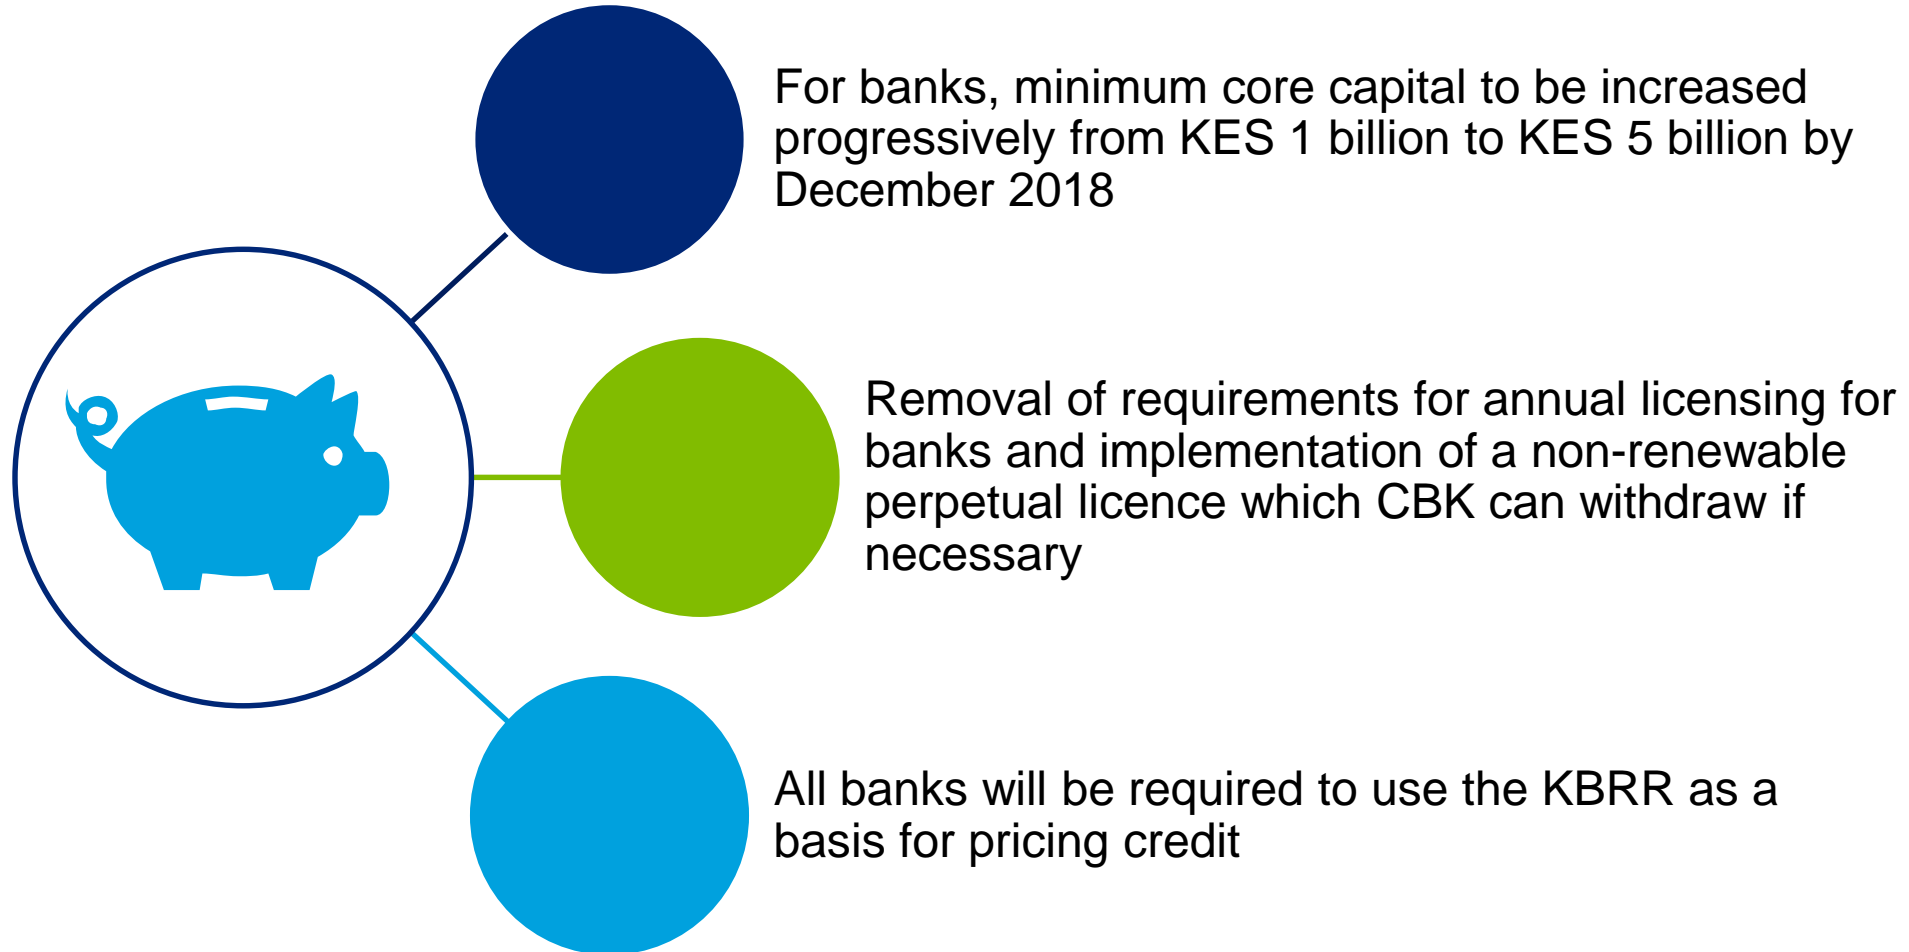 For banks, minimum core capital to be increased
progressively from KES 1 billion to KES 5 billion by
December 2018
Removal of requirements for annual licensing for
banks and implementation of a non-renewable
perpetual licence which CBK can withdraw if
necessary
All banks will be required to use the KBRR as a
basis for pricing credit